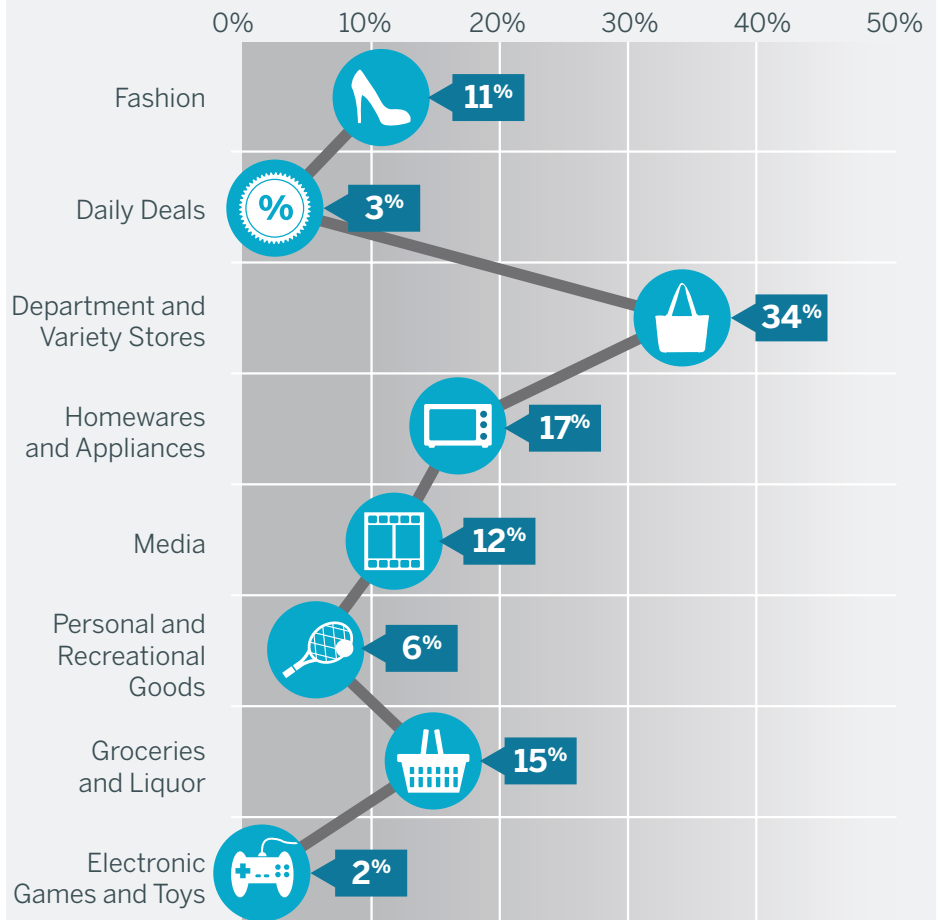 0% 10% 20% 30% 40% 50%
Fashion
11%
Daily Deals
%
3%
Department and
Variety Stores
34%
Homewares
and Appliances
17%
Media
12%
Personal and
Recreational
Goods
6%
Groceries
and Liquor
15%
Electronic
Games and Toys
2%